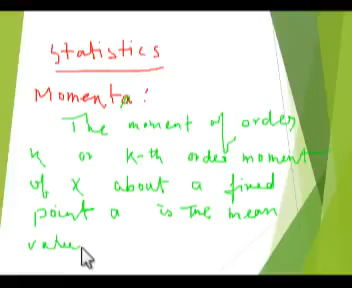 Statistics
Moments:
The moment of order
k or k-th order moment
of X about a fixed
point a is the mean
value